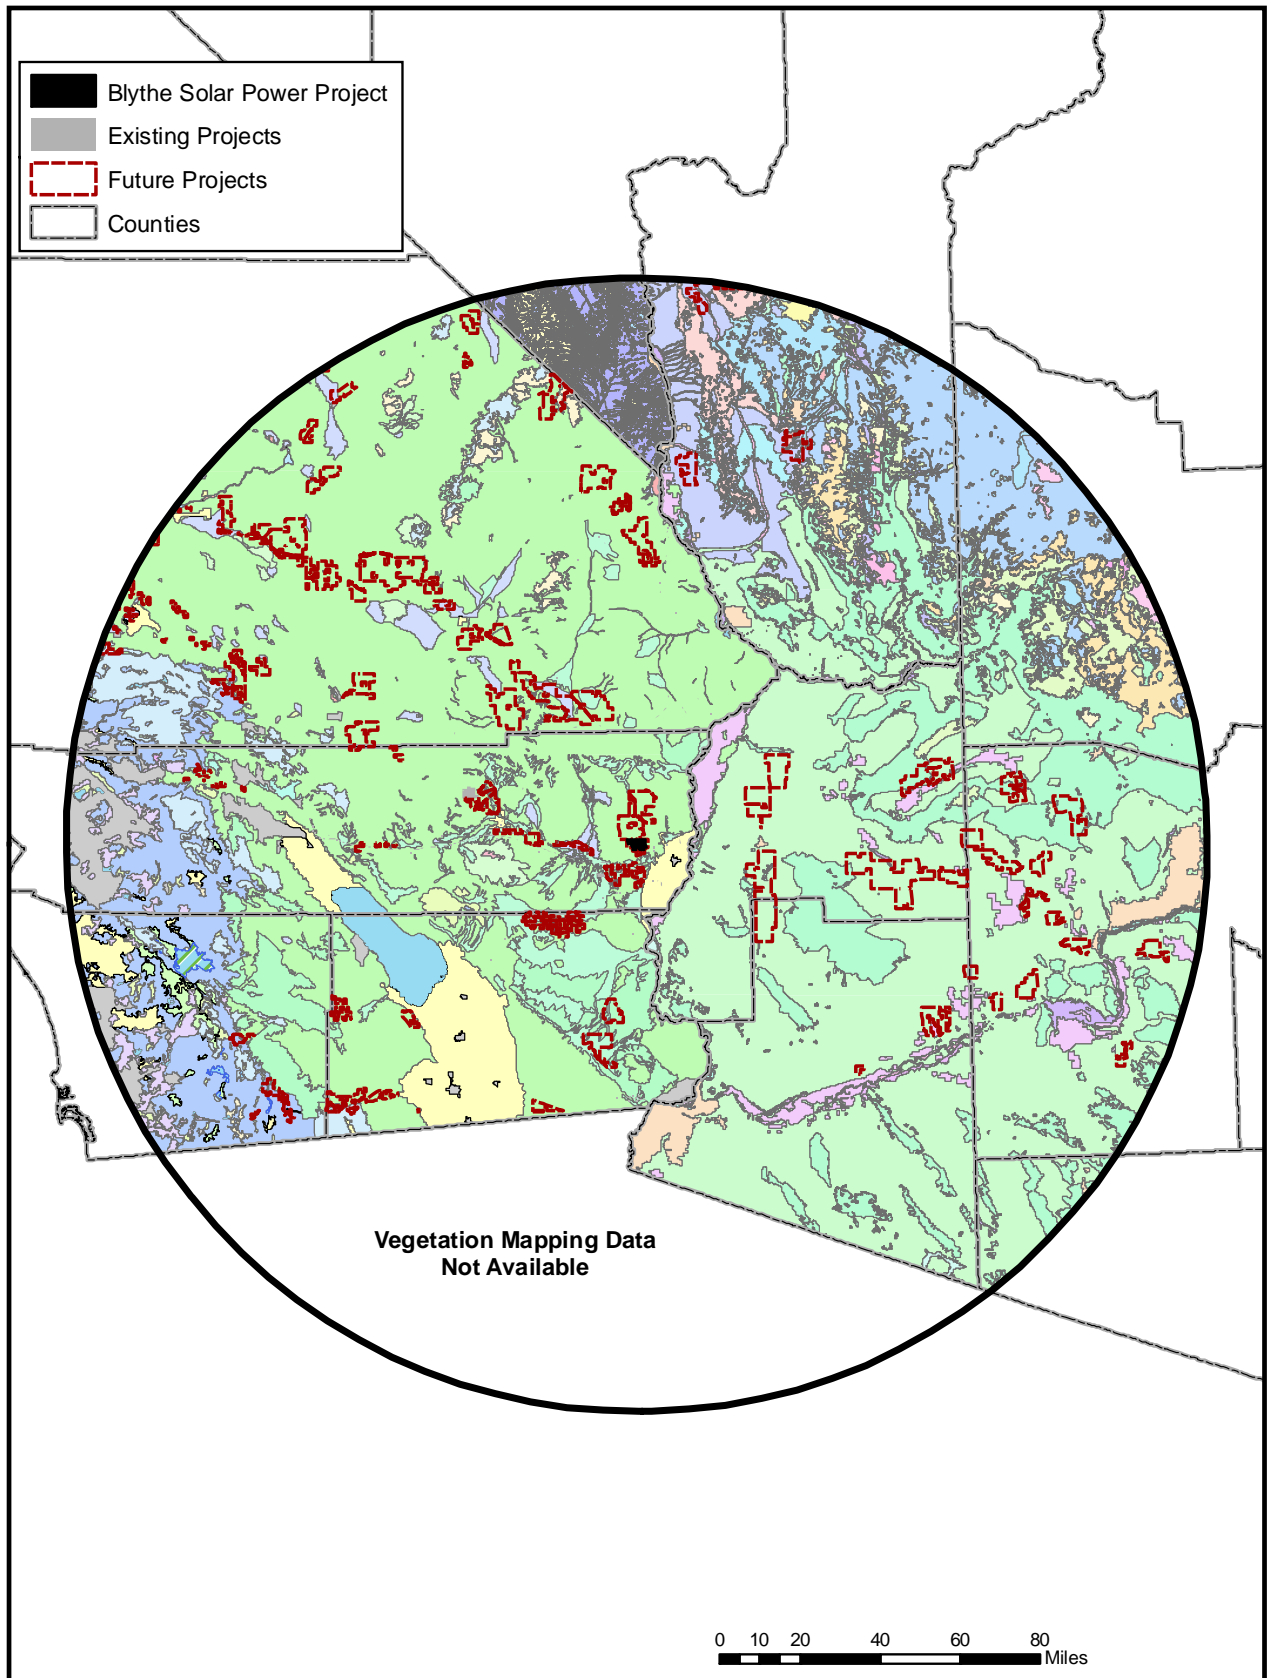 Blythe Solar Power Project
Existing Projects
Future Projects
Counties
Vegetation Mapping Data
Not Available
0 10 20 40 60 80
Miles